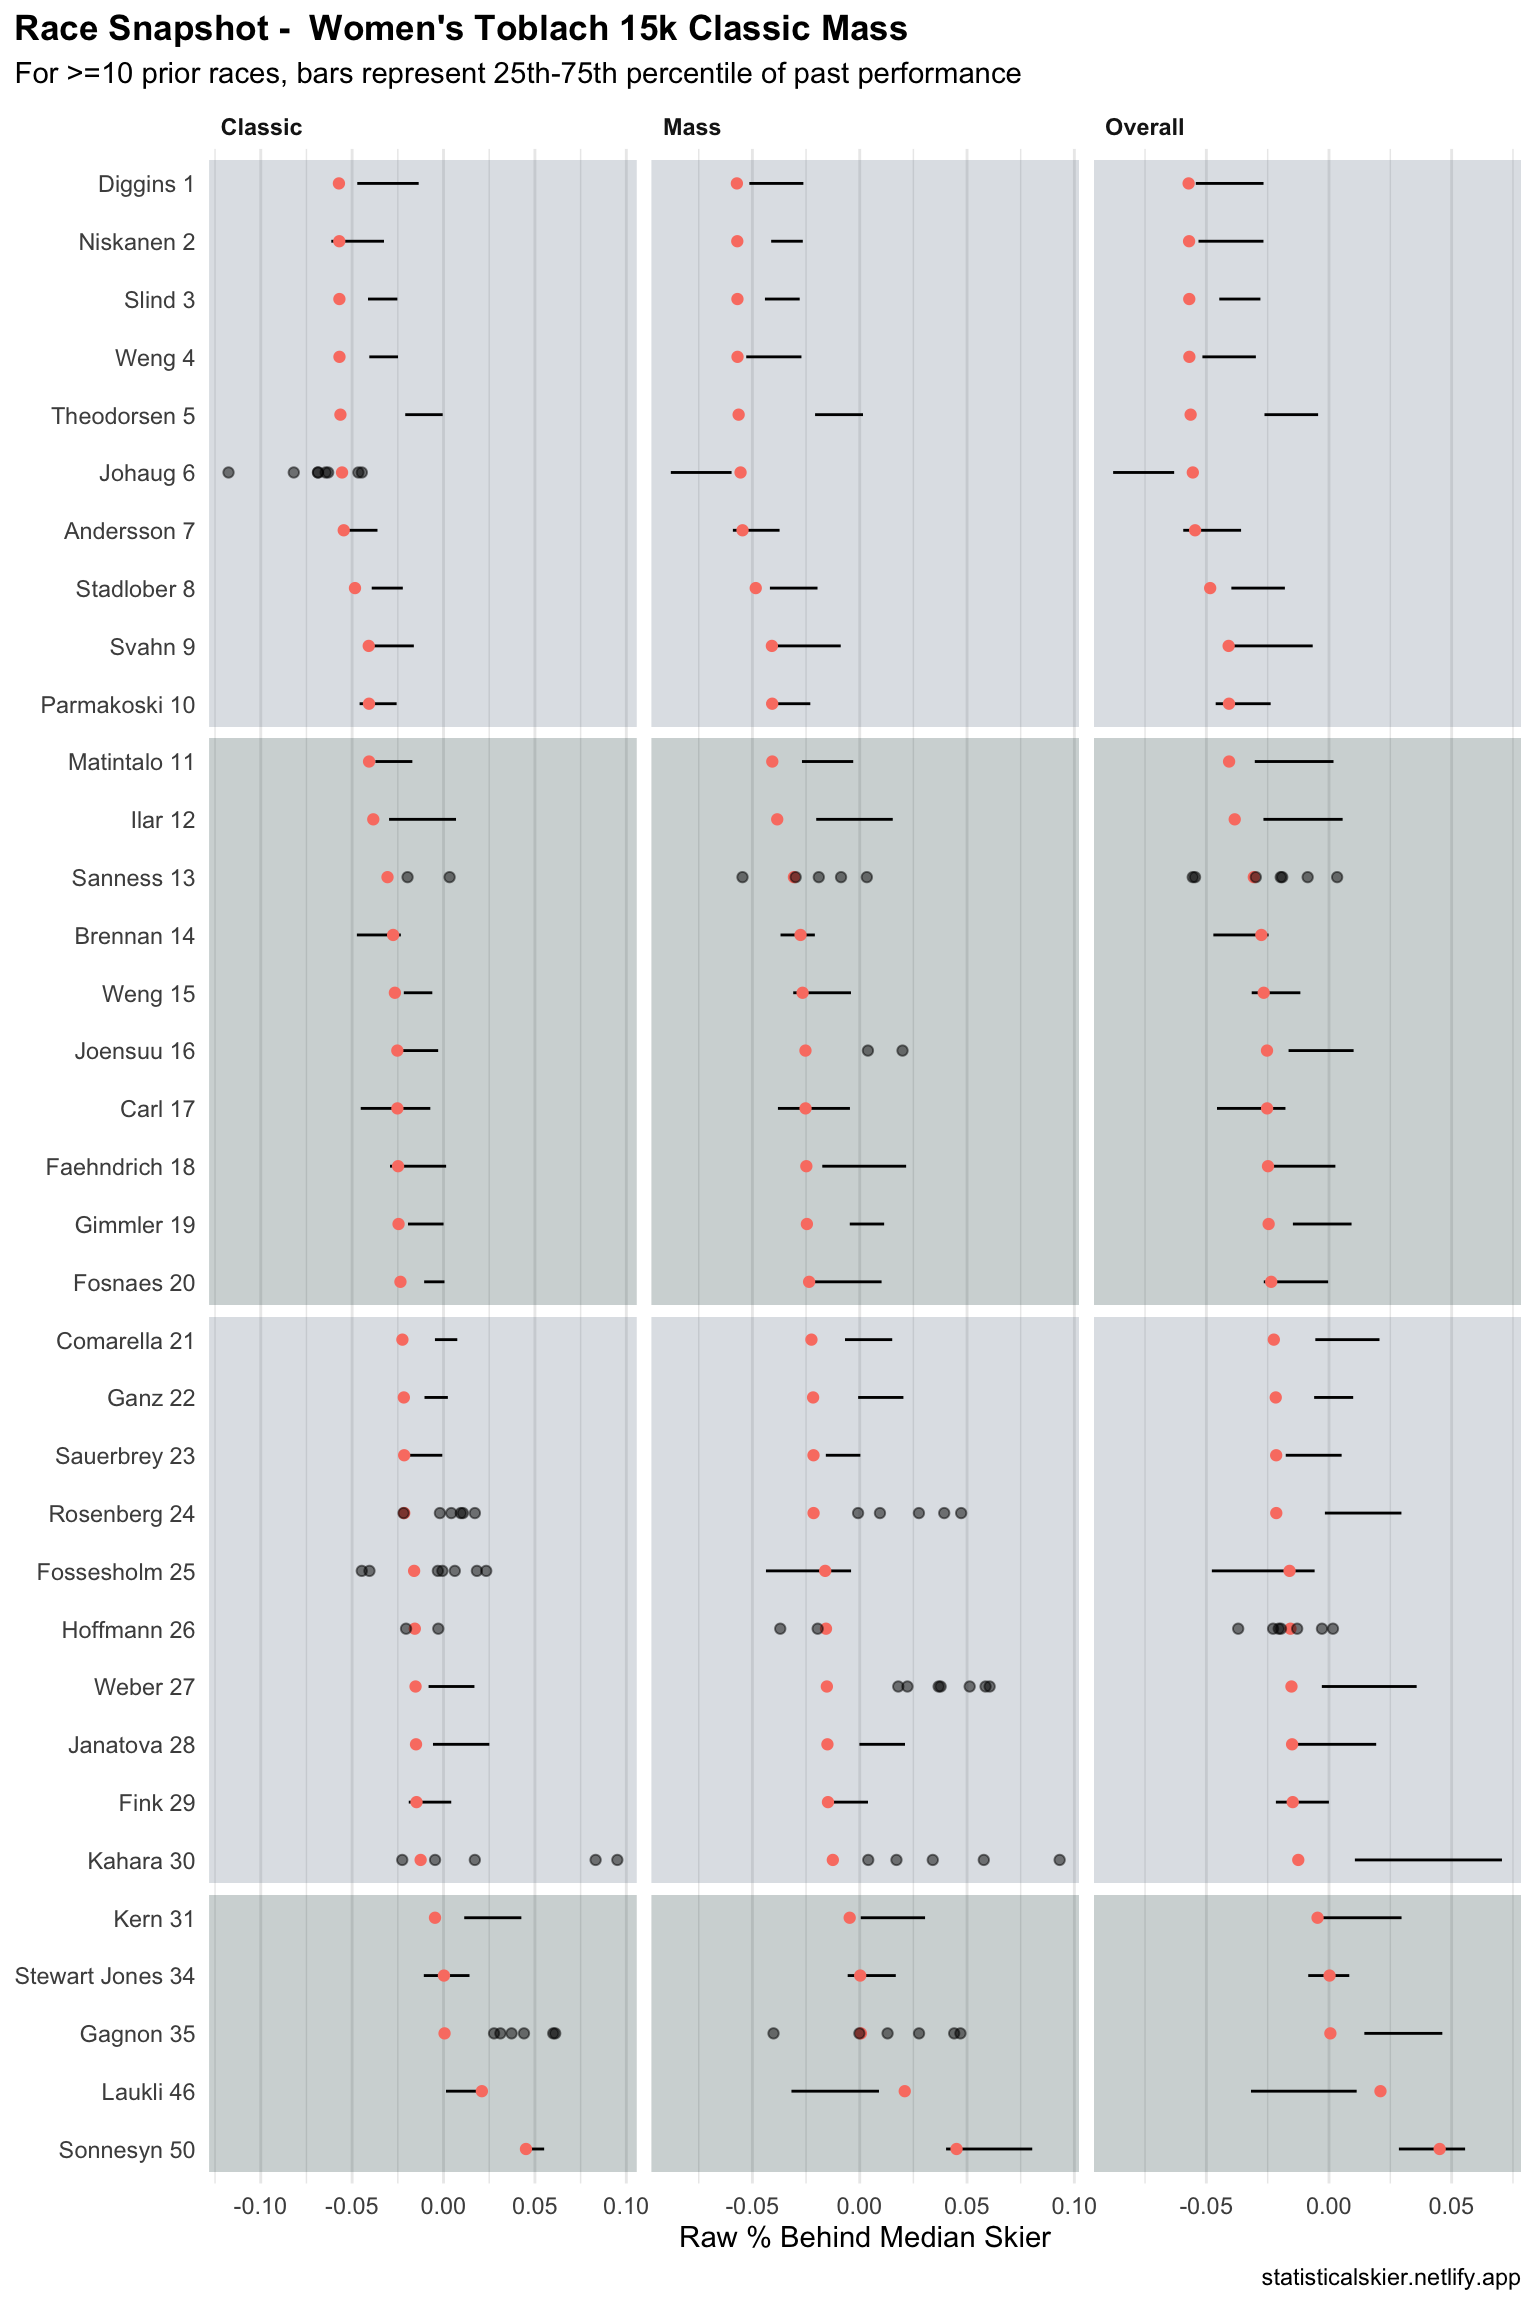 Race Snapshot -  Women's Toblach 15k Classic Mass
For >=10 prior races, bars represent 25th-75th percentile of past performance
Classic Mass Overall
Diggins 1
Niskanen 2
Slind 3
Weng 4
Theodorsen 5
Johaug 6
Andersson 7
Stadlober 8
Svahn 9
Parmakoski 10
Matintalo 11
Ilar 12
Sanness 13
Brennan 14
Weng 15
Joensuu 16
Carl 17
Faehndrich 18
Gimmler 19
Fosnaes 20
Comarella 21
Ganz 22
Sauerbrey 23
Rosenberg 24
Fossesholm 25
Hoffmann 26
Weber 27
Janatova 28
Fink 29
Kahara 30
Kern 31
Stewart Jones 34
Gagnon 35
Laukli 46
Sonnesyn 50
-0.10 -0.05 0.00 0.05 0.10 -0.05 0.00 0.05 0.10 -0.05 0.00 0.05
Raw % Behind Median Skier
statisticalskier.netlify.app